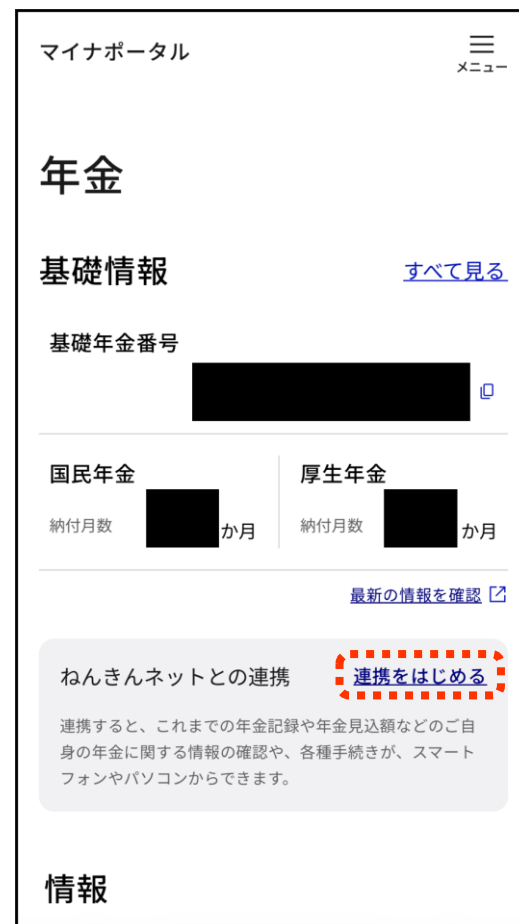 マイナポータル
メニュー
年金
基礎情報
すべて見る
基礎年金番号
国民年金
納付月数 か月
厚生年金
納付月数 か月
最新の情報を確認
ねんきんネットとの連携
連携をはじめる
連携すると、これまでの年金記録や年金見込額などのご自
身の年金に関する情報の確認や、各種手続きが、スマート
フォンやパソコンからできます。
情報